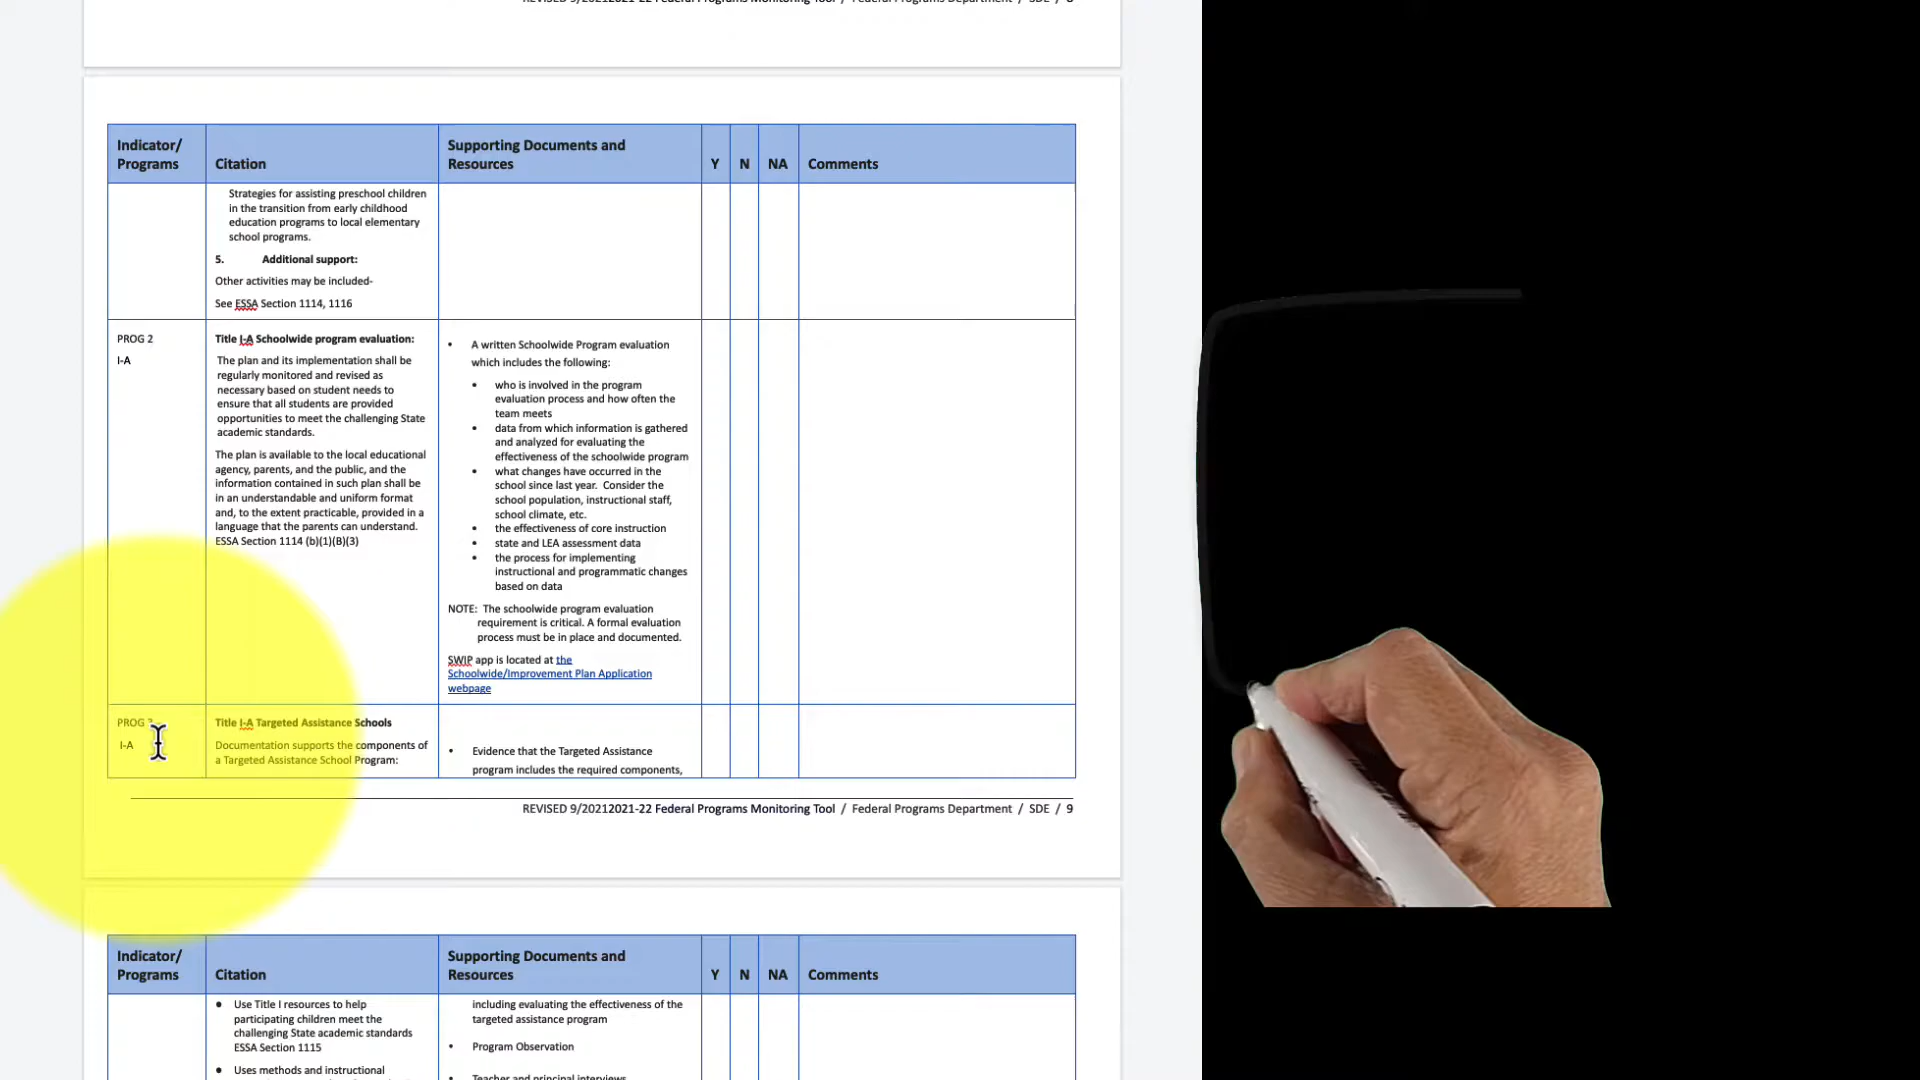 REVISED 9/20212021-22 Federal Programs Monitoring Tool / Federal Programs Department / SDE / 8
Indicator/
Programs
Citation
Supporting Documents and
Resources
Y
N
NA
Comments
Strategies for assisting preschool children
in the transition from early childhood
education programs to local elementary
school programs.
5. Additional support:
Other activities may be included-
See ESSA Section 1114, 1116
PROG 2
I-A
Title I-A Schoolwide program evaluation:
The plan and its implementation shall be
regularly monitored and revised as
necessary based on student needs to
ensure that all students are provided
opportunities to meet the challenging State
academic standards.
The plan is available to the local educational
agency, parents, and the public, and the
information contained in such plan shall be
in an understandable and uniform format
and, to the extent practicable, provided in a
language that the parents can understand.
ESSA Section 1114 (b)(1)(B)(3)
• A written Schoolwide Program evaluation
which includes the following:
• who is involved in the program
evaluation process and how often the
team meets
• data from which information is gathered
and analyzed for evaluating the
effectiveness of the schoolwide program
• what changes have occurred in the
school since last year. Consider the
school population, instructional staff,
school climate, etc.
• the effectiveness of core instruction
• state and LEA assessment data
• the process for implementing
instructional and programmatic changes
based on data
NOTE: The schoolwide program evaluation
requirement is critical. A formal evaluation
process must be in place and documented.
SWIP app is located at the
Schoolwide/Improvement Plan Application
webpage
PROG 3
I-A
Title I-A Targeted Assistance Schools
Documentation supports the components of
a Targeted Assistance School Program:
• Evidence that the Targeted Assistance
program includes the required components,
REVISED 9/20212021-22 Federal Programs Monitoring Tool / Federal Programs Department / SDE / 9
Indicator/
Programs
Citation
Supporting Documents and
Resources
Y
N
NA
Comments
• Use Title I resources to help
participating children meet the
challenging State academic standards
ESSA Section 1115
• Uses methods and instructional
including evaluating the effectiveness of the
targeted assistance program
• Program Observation
• Teacher and principal interviews